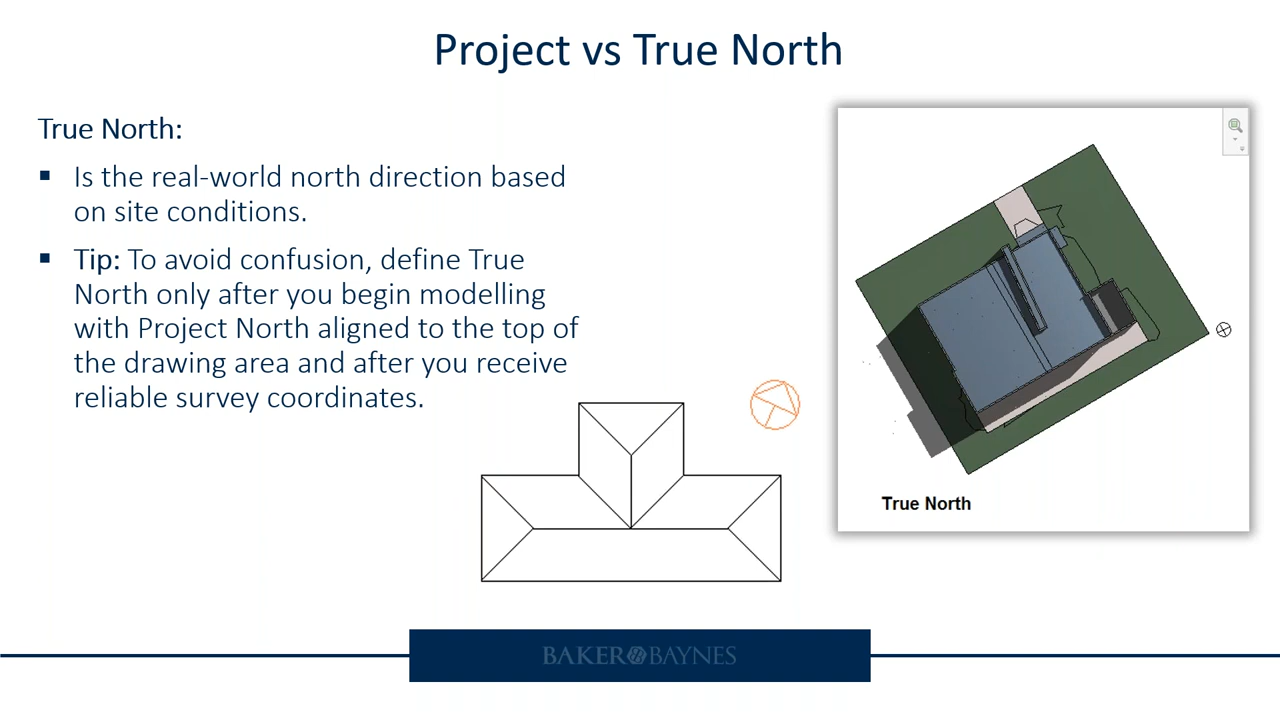 Project vs True North
True North:
Is the real-world north direction based
on site conditions.
Tip: To avoid confusion, define True
North only after you begin modelling
with Project North aligned to the top of
the drawing area and after you receive
reliable survey coordinates.
True North
BAKER BAYNES